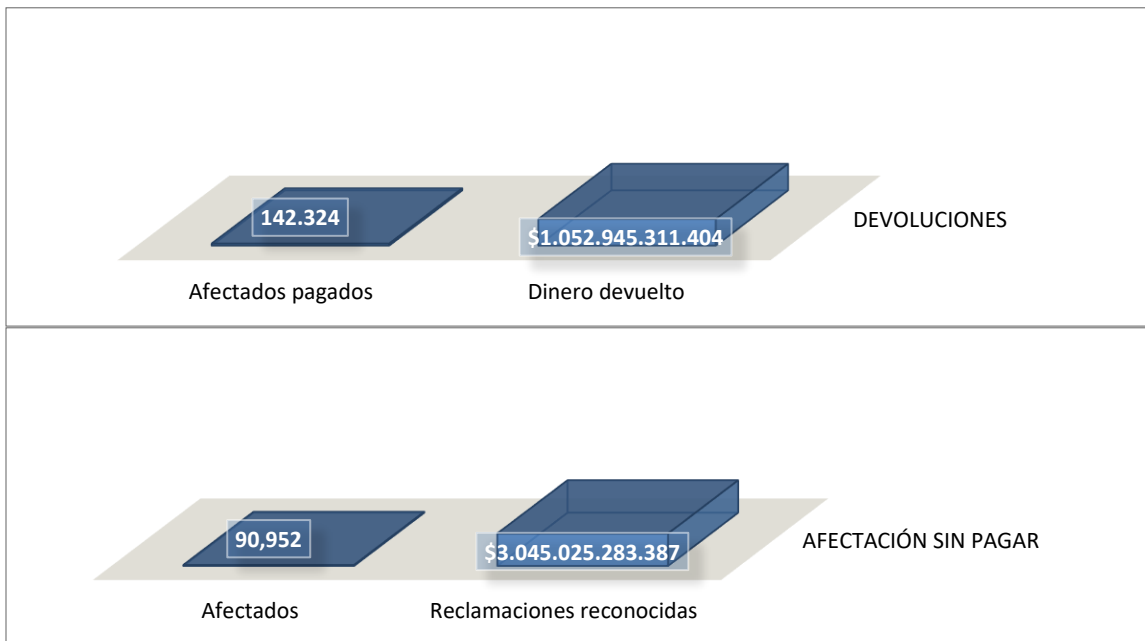 142.324
$1.052.945.311.404
DEVOLUCIONES
Afectados pagados
Dinero devuelto
90,952
$3.045.025.283.387
AFECTACIÓN SIN PAGAR
Afectados
Reclamaciones reconocidas